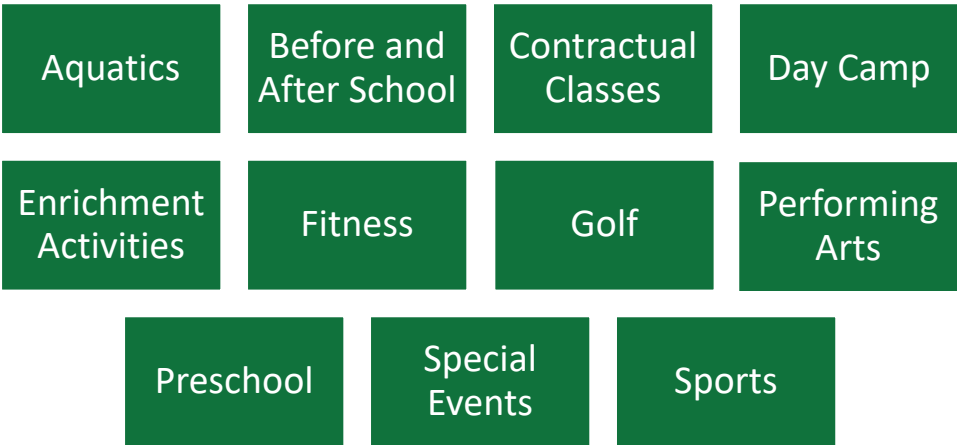 Aquatics
Before and
After School
Contractual
Classes
Day Camp
Enrichment
Activities
Fitness
Golf
Performing
Arts
Preschool
Special
Events
Sports